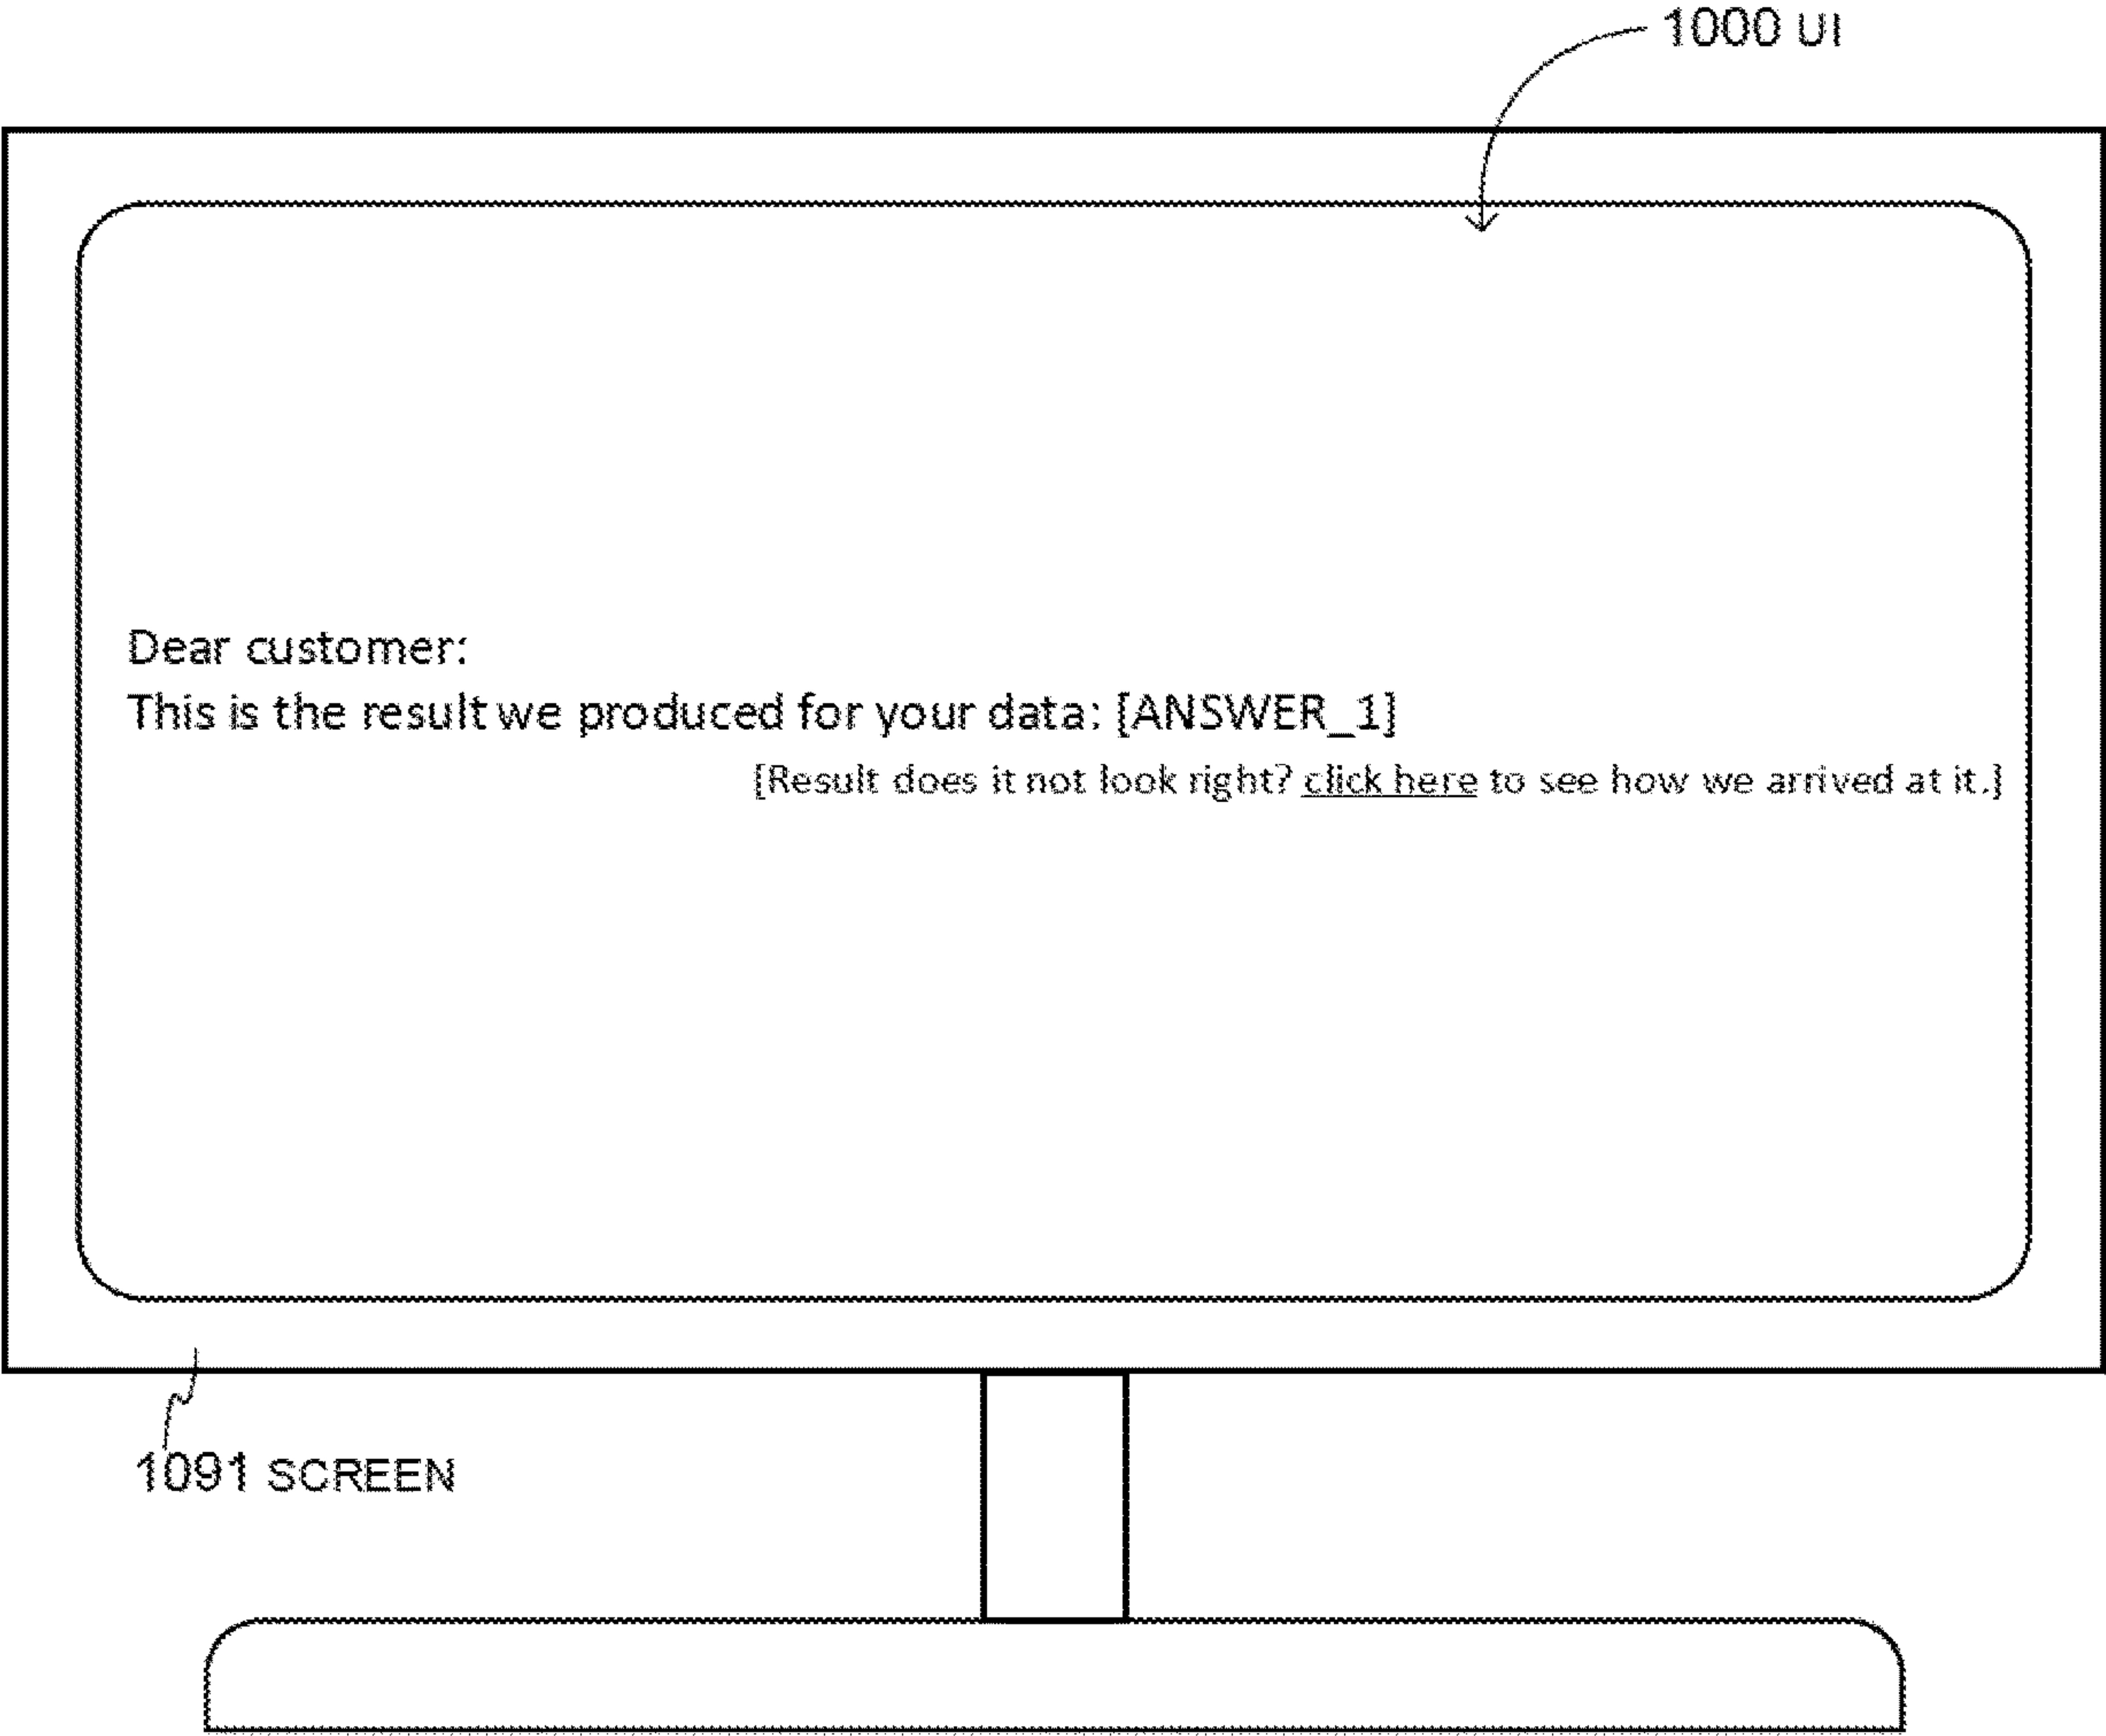 1000 UI
Dear customer:
This is the result we produced for your data: [ANSWER_1]
[Result does it not look right? click here to see how we arrived at it.]
1091 SCREEN